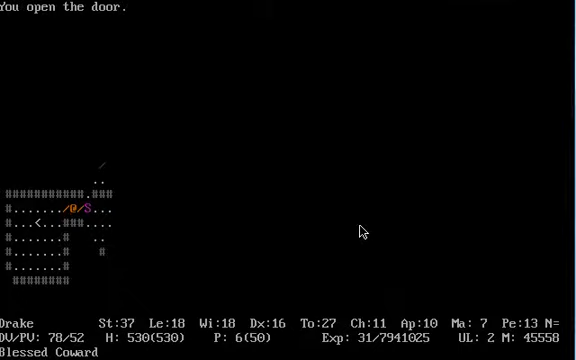 You open the door.
/
..
###########.###
#......./@/S...
#...<...###....
#.......#   ..
#.......#   #
#.......#
########
Drake St:37 Le:18 Wi:18 Dx:16 To:27 Ch:11 Ap:10 Ma: 7 Pe:13 N=
DV/PV: 78/52 H: 530(530) P: 6(50) Exp: 31/7941025 UL: 2 M: 45558
Blessed Coward